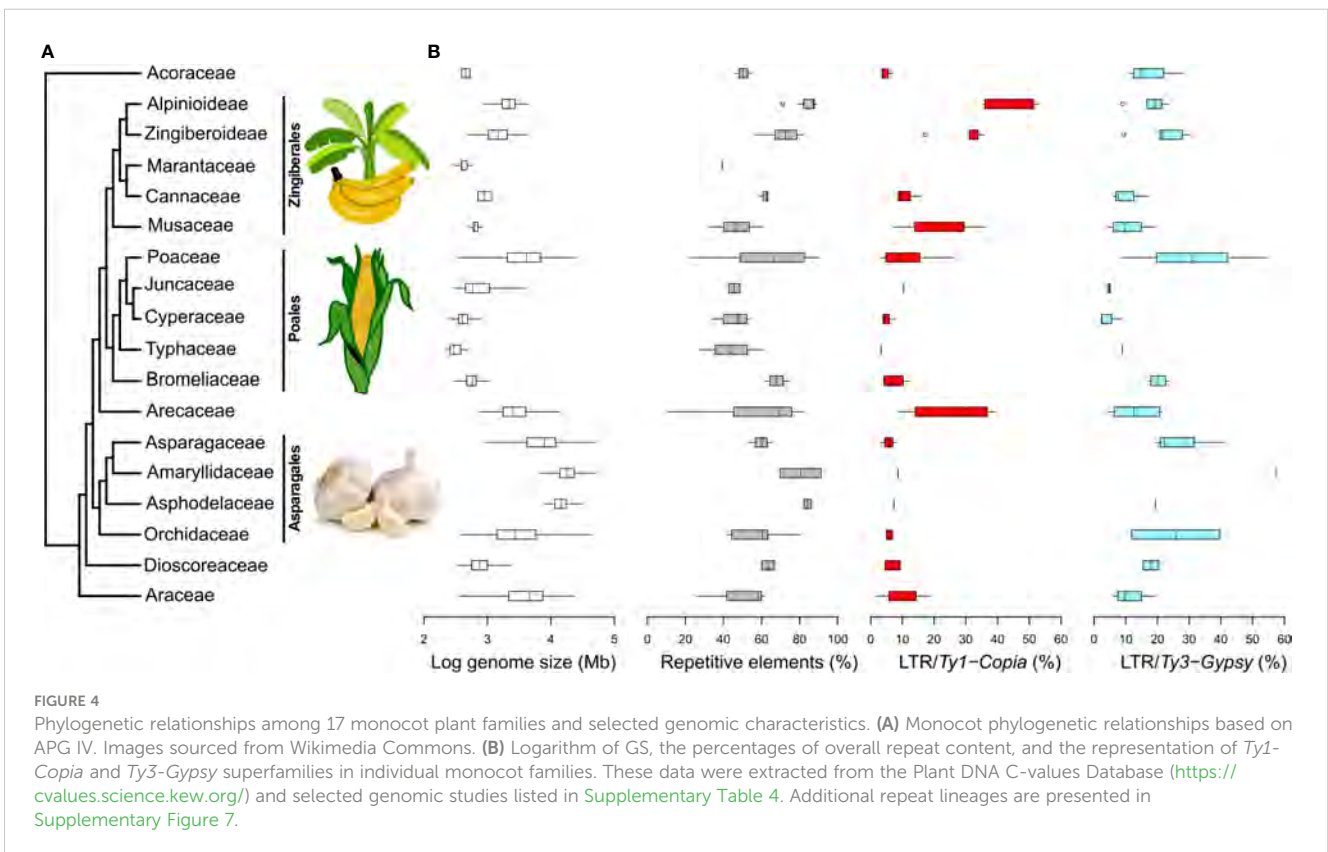 A
B
Acoraceae
Alpinioideae
Zingiberoideae
Marantaceae
Cannaceae
Musaceae
Poaceae
Juncaceae
Cyperaceae
Typhaceae
Bromeliaceae
Arecaceae
Asparagaceae
Amaryllidaceae
Asphodelaceae
Orchidaceae
Dioscoreaceae
Araceae
Zingiberales
Poales
Asparagales
2 3 4 5
Log genome size (Mb)
0 20 40 60 80 100
Repetitive elements (%)
0 10 20 30 40 50 60
LTR/Ty1−Copia (%)
0 10 20 30 40 50 60
LTR/Ty3−Gypsy (%)
FIGURE 4
Phylogenetic relationships among 17 monocot plant families and selected genomic characteristics. (A) Monocot phylogenetic relationships based on
APG IV. Images sourced from Wikimedia Commons. (B) Logarithm of GS, the percentages of overall repeat content, and the representation of Ty1-
Copia and Ty3-Gypsy superfamilies in individual monocot families. These data were extracted from the Plant DNA C-values Database (https://
cvalues.science.kew.org/) and selected genomic studies listed in Supplementary Table 4. Additional repeat lineages are presented in
Supplementary Figure 7.